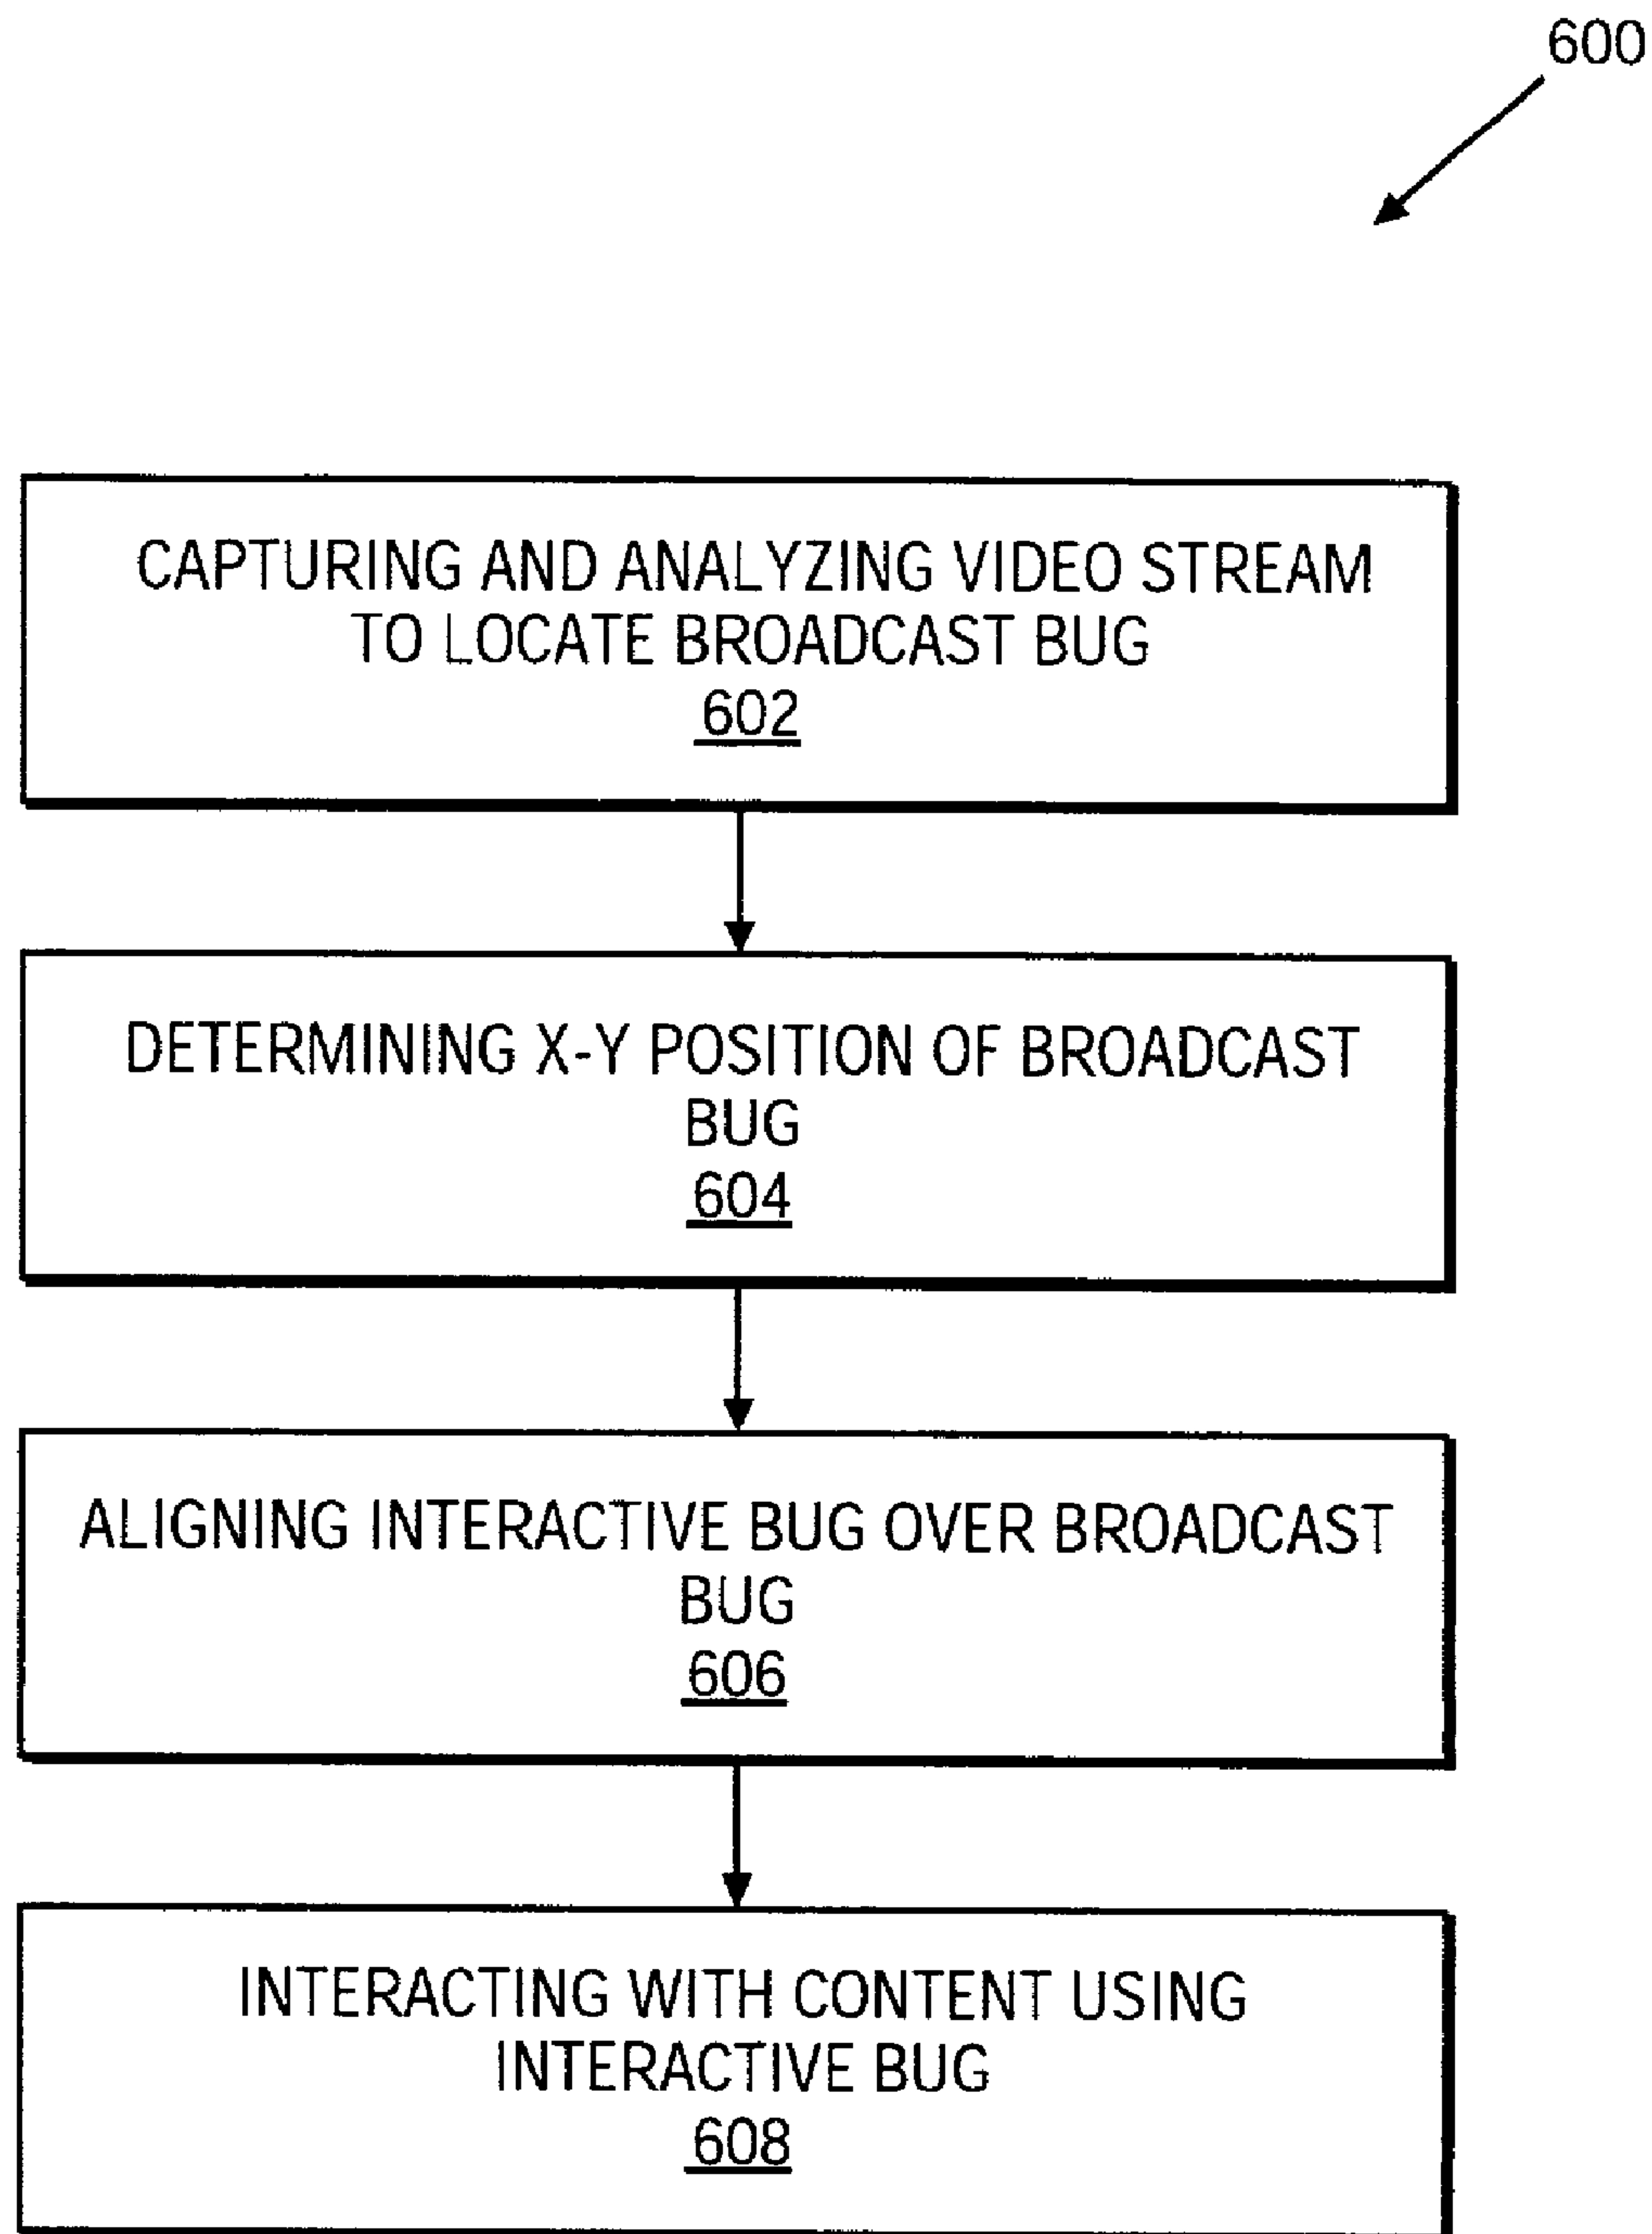 600
CAPTURING AND ANALYZING VIDEO STREAM
TO LOCATE BROADCAST BUG
602
DETERMINING X-Y POSITION OF BROADCAST
BUG
604
ALIGNING INTERACTIVE BUG OVER BROADCAST
BUG
606
INTERACTING WITH CONTENT USING
INTERACTIVE BUG
608